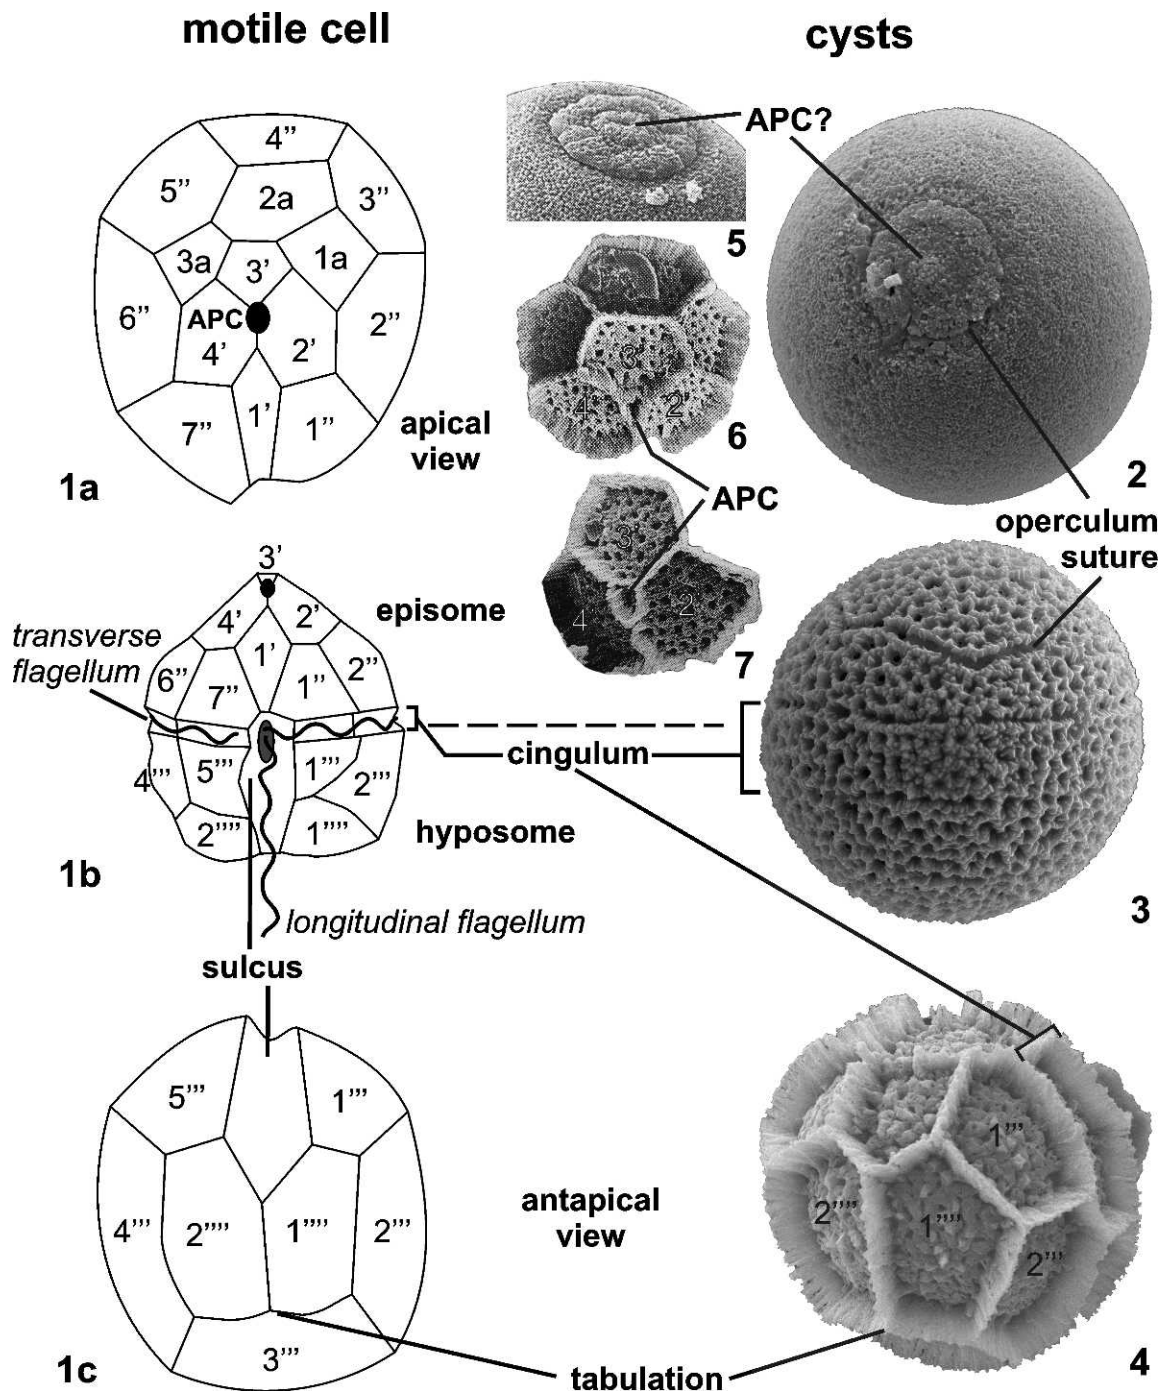 motile cell
cysts
4”
5”
2a
3”
3a
3’
1a
APC
6”
4’
2’
2”
7”
1’
1”
apical
view
1a
APC?
5
3’
4’
2’
6
2
APC
operculum
suture
3’
4
2
7
3’
episome
4’
2’
transverse
flagellum
1’
6”
7”
1”
2”
cingulum
4’’’
5’’’
1’’’
2’’’
2’’’’
1’’’’
hyposome
1b
3
longitudinal flagellum
sulcus
5’’’
1’’’
4’’’
2’’’’
1’’’’
2’’’
antapical
view
3’’’
1c
1’’’
2’’’’
1’’’’
2’’’
tabulation
4